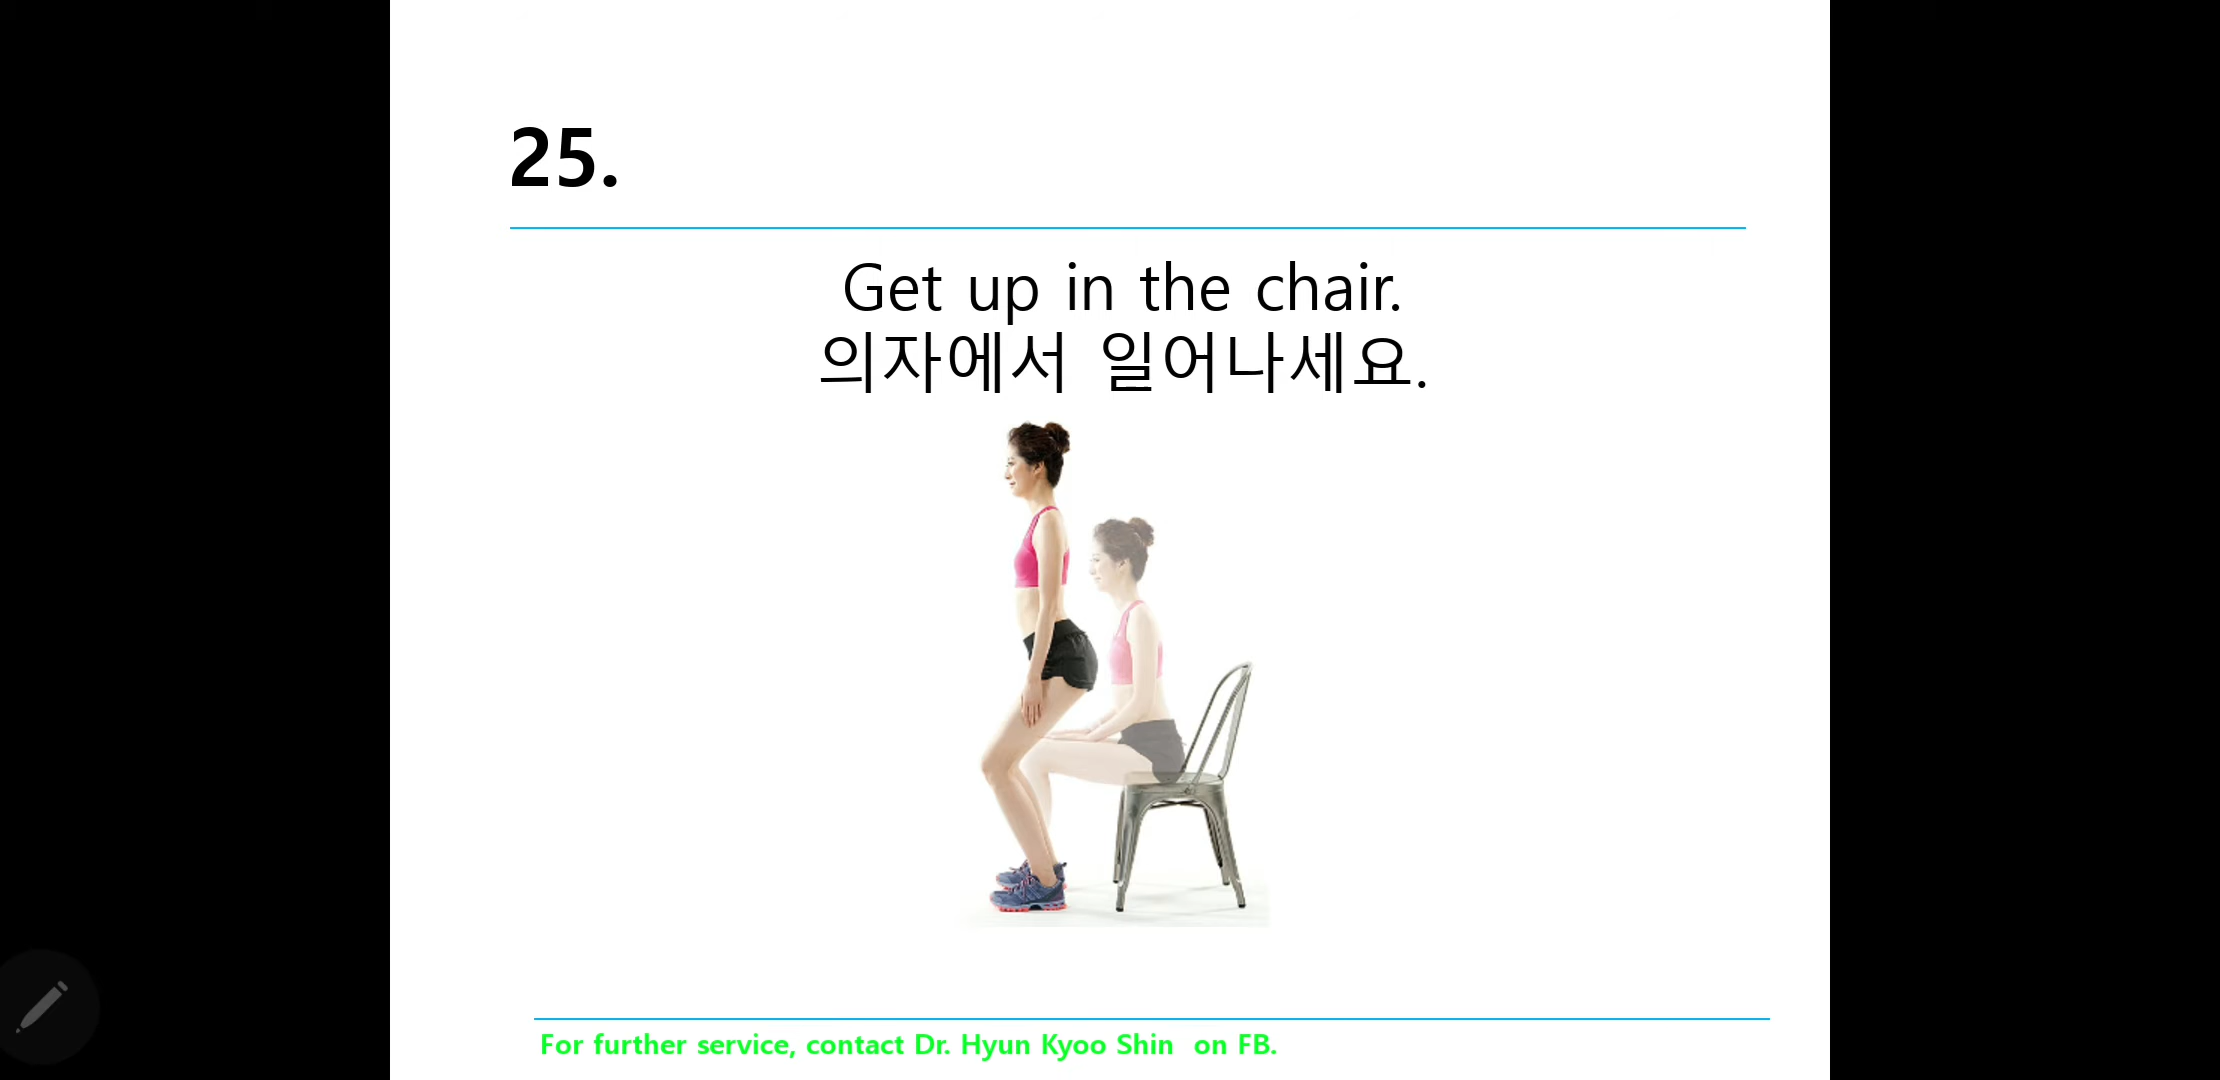 25.
Get up in the chair.
의자에서 일어나세요.
For further service, contact Dr. Hyun Kyoo Shin on FB.